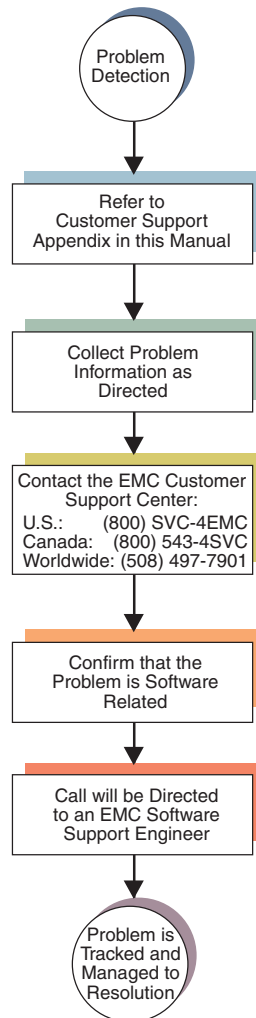 Problem
Detection
Refer to
Customer Support
Appendix in this Manual
Collect Problem
Information as
Directed
Contact the EMC Customer
Support Center:
U.S.: (800) SVC-4EMC
Canada: (800) 543-4SVC
Worldwide: (508) 497-7901
Confirm that the
Problem is Software
Related
Call will be Directed
to an EMC Software
Support Engineer
Problem is
Tracked and
Managed to
Resolution